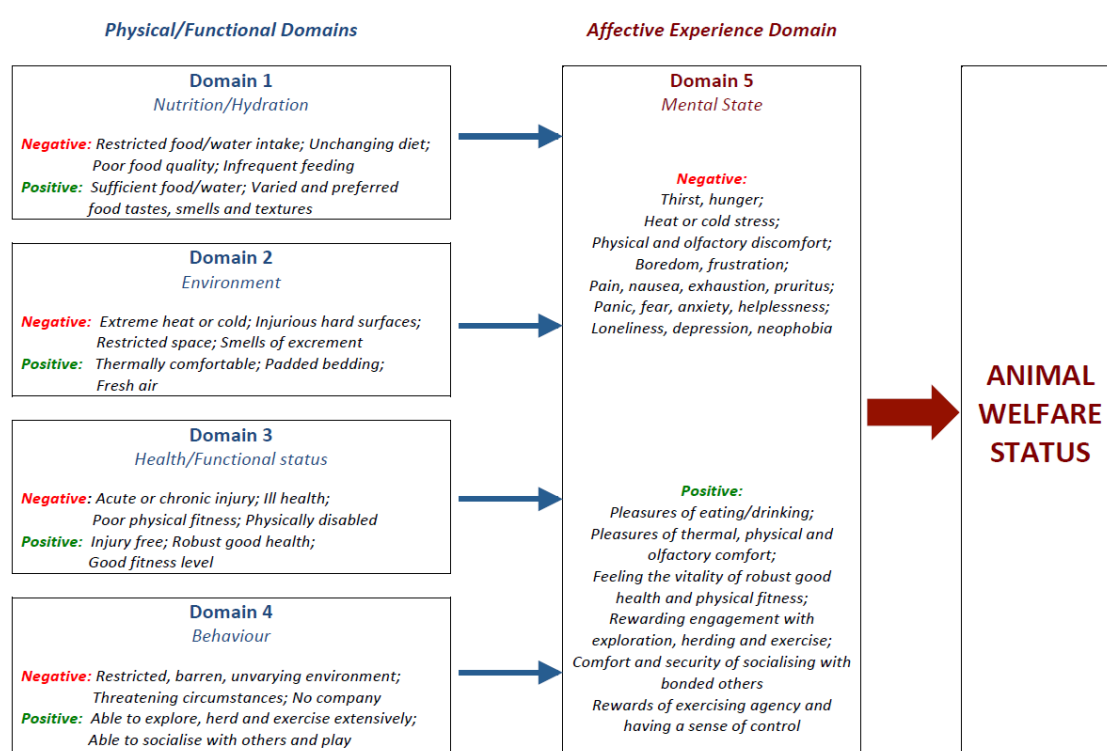 Physical/Functional Domains
Affective Experience Domain
Domain 1
Nutrition/Hydration
Negative: Restricted food/water intake; Unchanging diet;
Poor food quality; Infrequent feeding
Positive: Sufficient food/water; Varied and preferred
food tastes, smells and textures
Domain 2
Environment
Negative: Extreme heat or cold; Injurious hard surfaces;
Restricted space; Smells of excrement
Positive: Thermally comfortable; Padded bedding;
Fresh air
Domain 3
Health/Functional status
Negative: Acute or chronic injury; Ill health;
Poor physical fitness; Physically disabled
Positive: Injury free; Robust good health;
Good fitness level
Domain 4
Behaviour
Negative: Restricted, barren, unvarying environment;
Threatening circumstances; No company
Positive: Able to explore, herd and exercise extensively;
Able to socialise with others and play
Domain 5
Mental State
Negative:
Thirst, hunger;
Heat or cold stress;
Physical and olfactory discomfort;
Boredom, frustration;
Pain, nausea, exhaustion, pruritus;
Panic, fear, anxiety, helplessness;
Loneliness, depression, neophobia
Positive:
Pleasures of eating/drinking;
Pleasures of thermal, physical and
olfactory comfort;
Feeling the vitality of robust good
health and physical fitness;
Rewarding engagement with
exploration, herding and exercise;
Comfort and security of socialising with
bonded others
Rewards of exercising agency and
having a sense of control
ANIMAL
WELFARE
STATUS